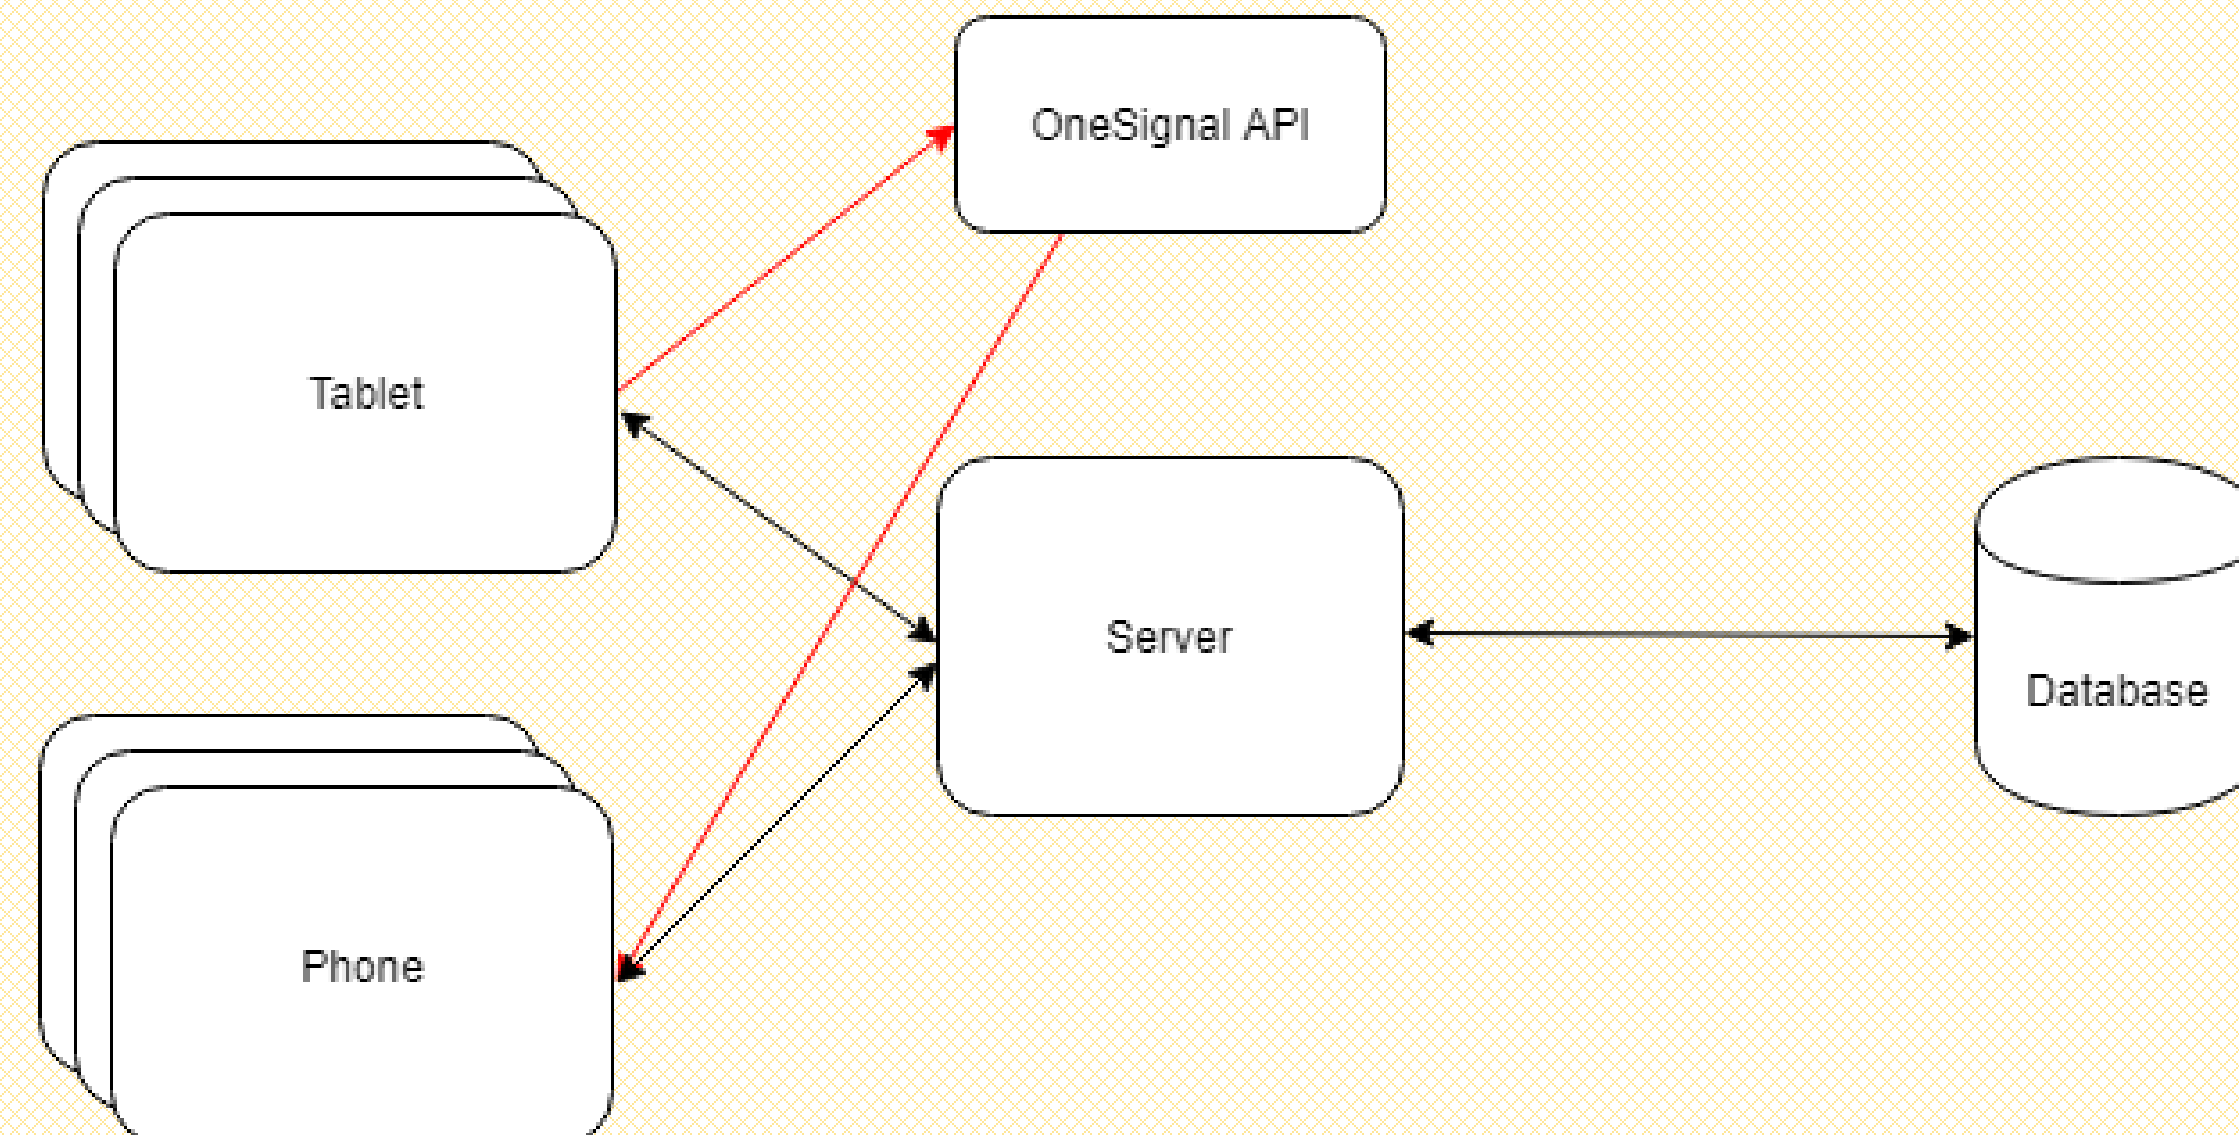 OneSignal API
Tablet
Server
Database
Phone